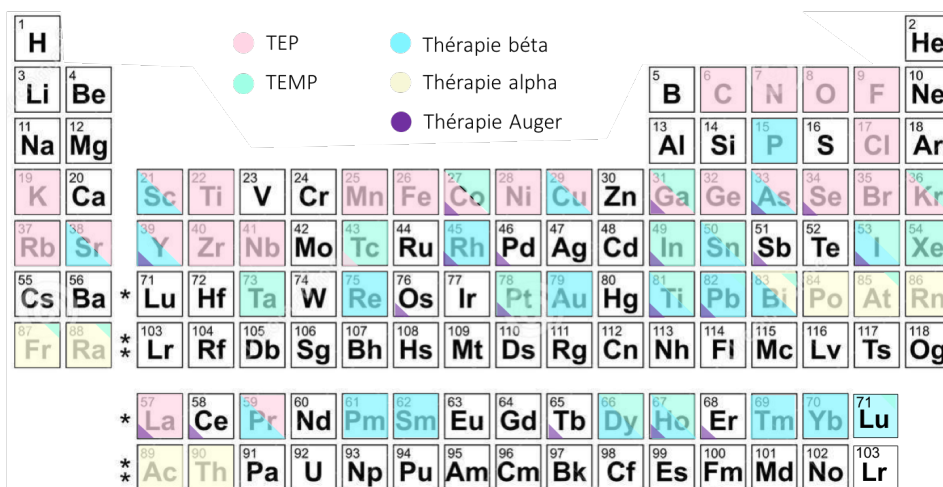 1 2
H He
TEP Thérapie béta
TEMP Thérapie alpha
Thérapie Auger
3 4 5 6 7 8 9 10
Li Be B C N O F Ne
11 12 13 14 15 16 17 18
Na Mg Al Si P S Cl Ar
19 20 21 22 23 24 25 26 27 28 29 30 31 32 33 34 35 36
K Ca Sc Ti V Cr Mn Fe Co Ni Cu Zn Ga Ge As Se Br Kr
37 38 39 40 41 42 43 44 45 46 47 48 49 50 51 52 53 54
Rb Sr Y Zr Nb Mo Tc Ru Rh Pd Ag Cd In Sn Sb Te I Xe
55 56 71 72 73 74 75 76 77 78 79 80 81 82 83 84 85 86
Cs Ba * Lu Hf Ta W Re Os Ir Pt Au Hg Ti Pb Bi Po At Rn
87 88 103 104 105 106 107 108 109 110 111 112 113 114 115 116 117 118
Fr Ra ** Lr Rf Db Sg Bh Hs Mt Ds Rg Cn Nh Fl Mc Lv Ts Og
57 58 59 60 61 62 63 64 65 66 67 68 69 70 71
* La Ce Pr Nd Pm Sm Eu Gd Tb Dy Ho Er Tm Yb Lu
89 90 91 92 93 94 95 96 97 98 99 100 101 102 103
** Ac Th Pa U Np Pu Am Cm Bk Cf Es Fm Md No Lr